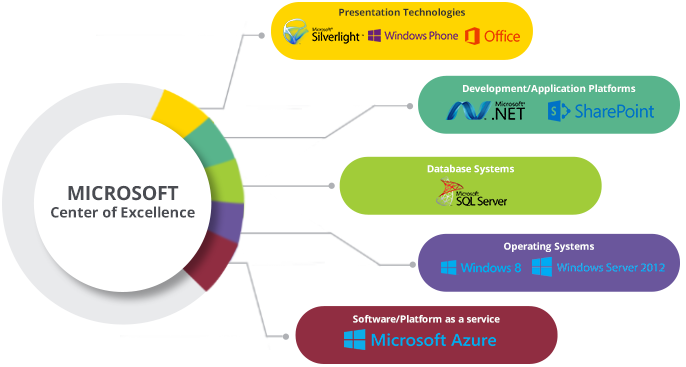 Presentation Technologies
Microsoft Silverlight Windows Phone Office
Development/Application Platforms
Microsoft .NET S SharePoint
Database Systems
Microsoft SQL Server
MICROSOFT
Center of Excellence
Operating Systems
Windows 8 Windows Server 2012
Software/Platform as a service
Microsoft Azure